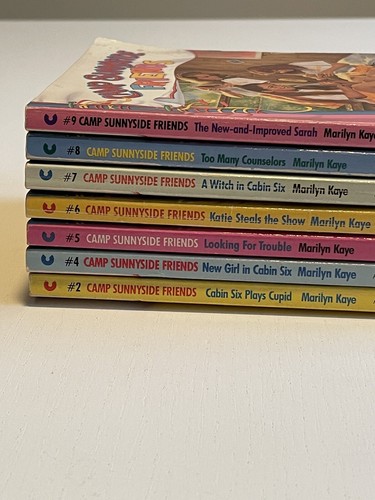 Camp Sunnyside
FRIENDS
#9 CAMP SUNNYSIDE FRIENDS The New-and-Improved Sarah Marilyn Kaye
#8 CAMP SUNNYSIDE FRIENDS Too Many Counselors Marilyn Kaye
#7 CAMP SUNNYSIDE FRIENDS A Witch in Cabin Six Marilyn Kaye
#6 CAMP SUNNYSIDE FRIENDS Katie Steals the Show Marilyn Kaye
#5 CAMP SUNNYSIDE FRIENDS Looking For Trouble Marilyn Kaye
#4 CAMP SUNNYSIDE FRIENDS New Girl in Cabin Six Marilyn Kaye
#2 CAMP SUNNYSIDE FRIENDS Cabin Six Plays Cupid Marilyn Kaye